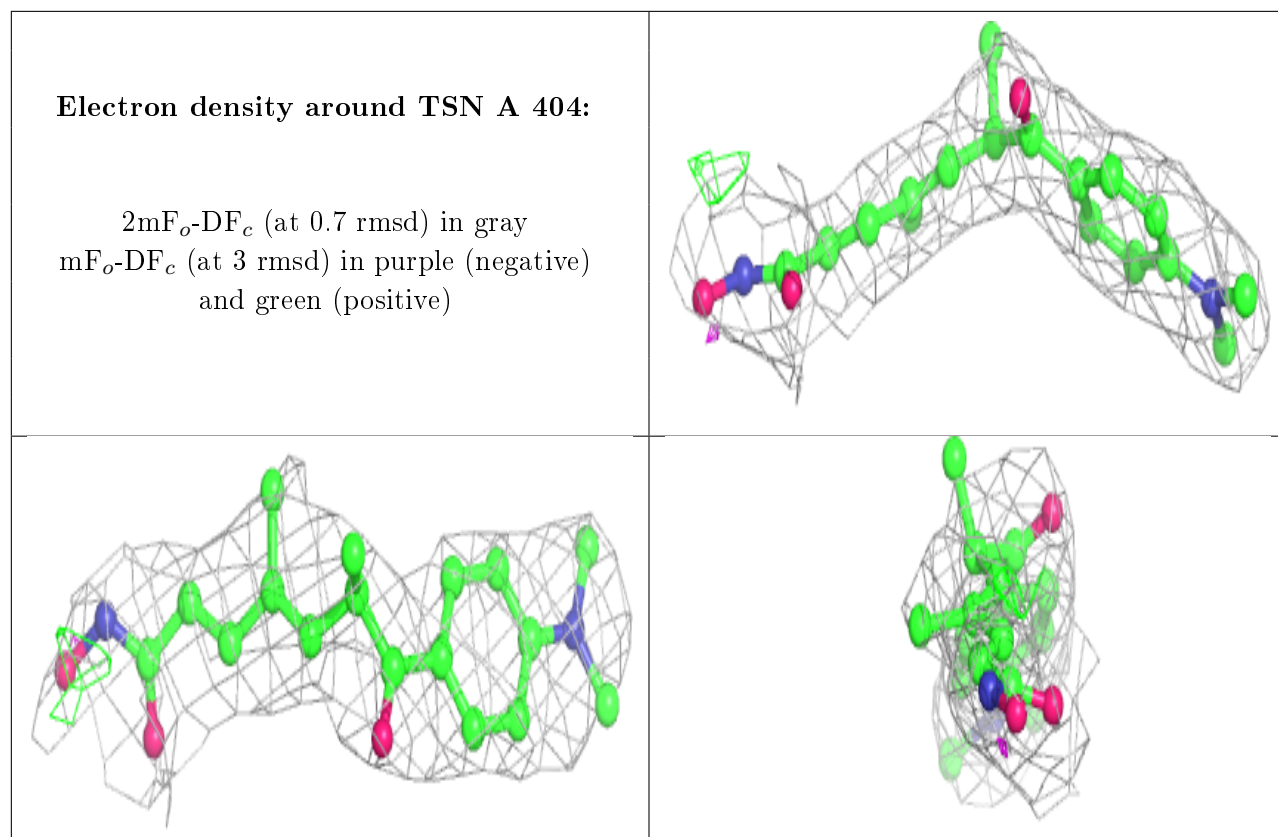 Electron density around TSN A 404:
2mFo-DFc (at 0.7 rmsd) in gray
mFo-DFc (at 3 rmsd) in purple (negative)
and green (positive)